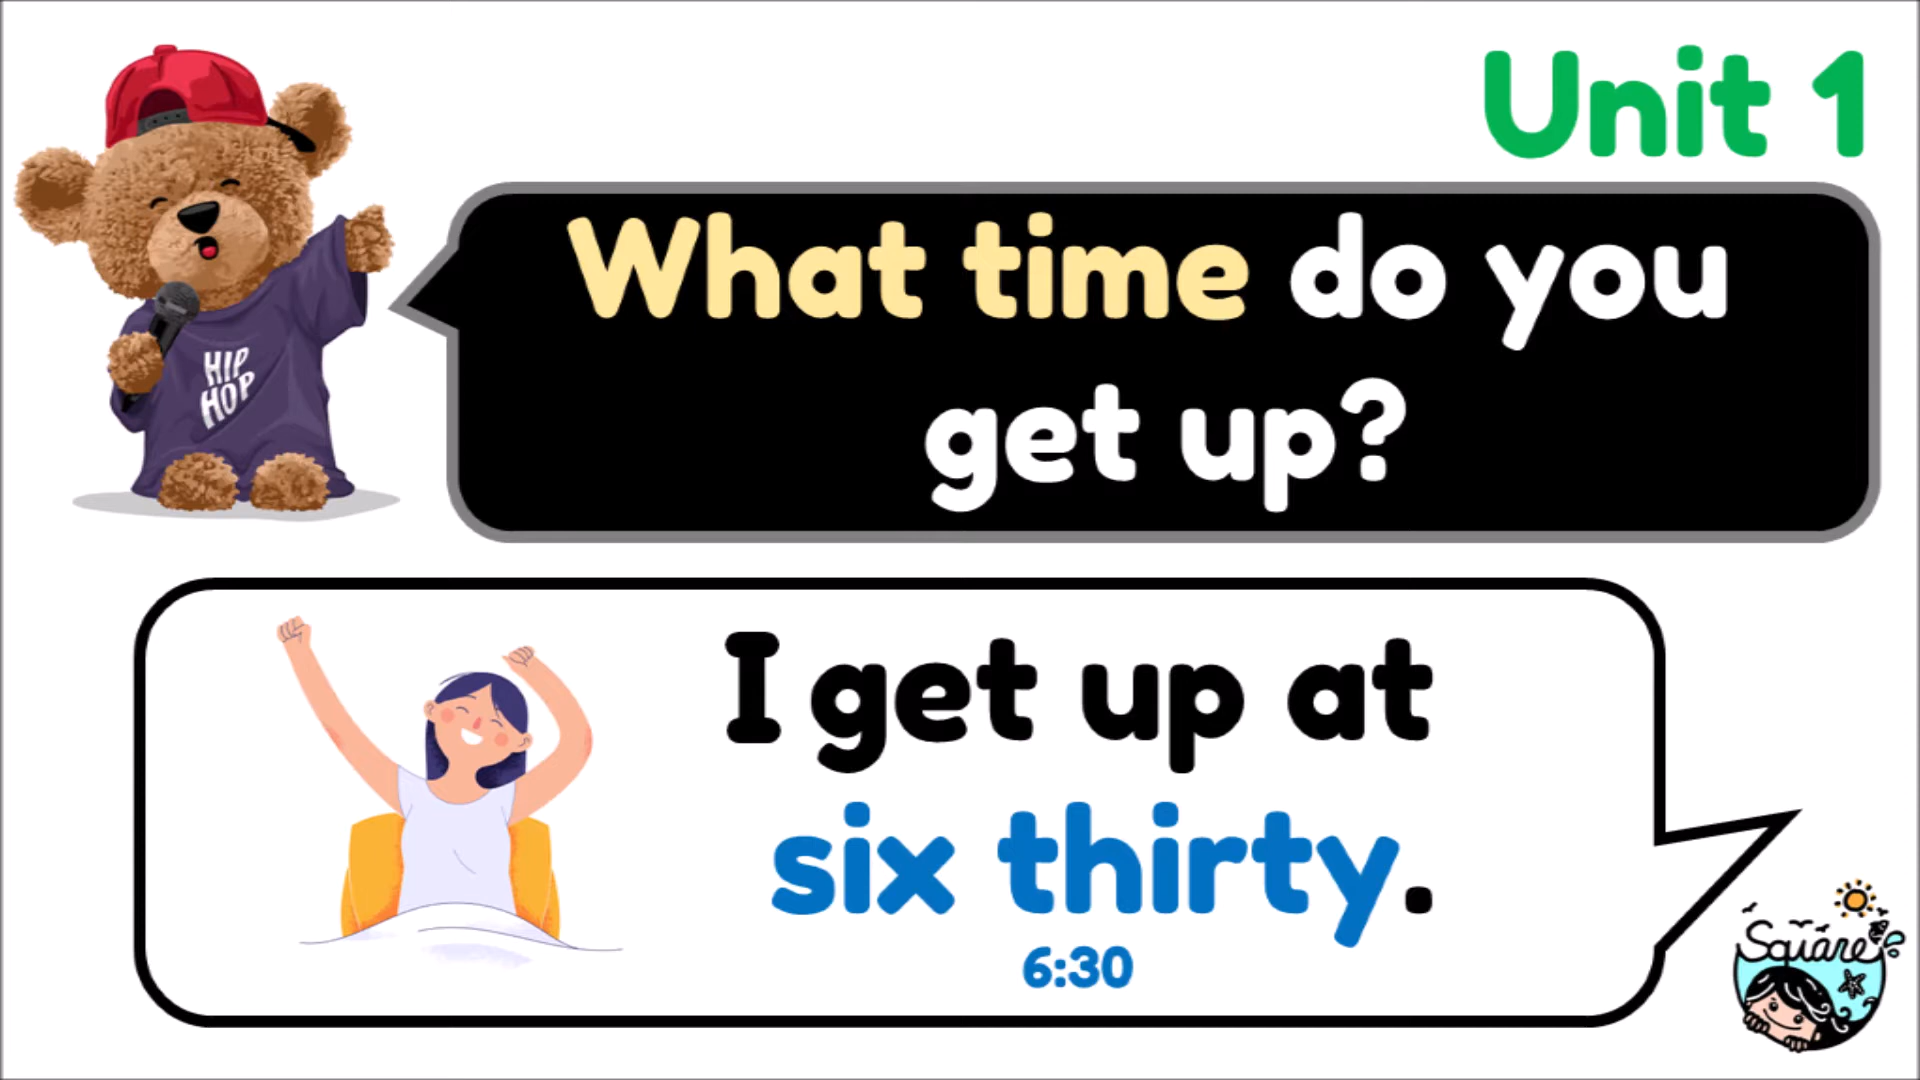 Unit 1
What time do you
get up?
HIP
HOP
I get up at
six thirty.
6:30
Square